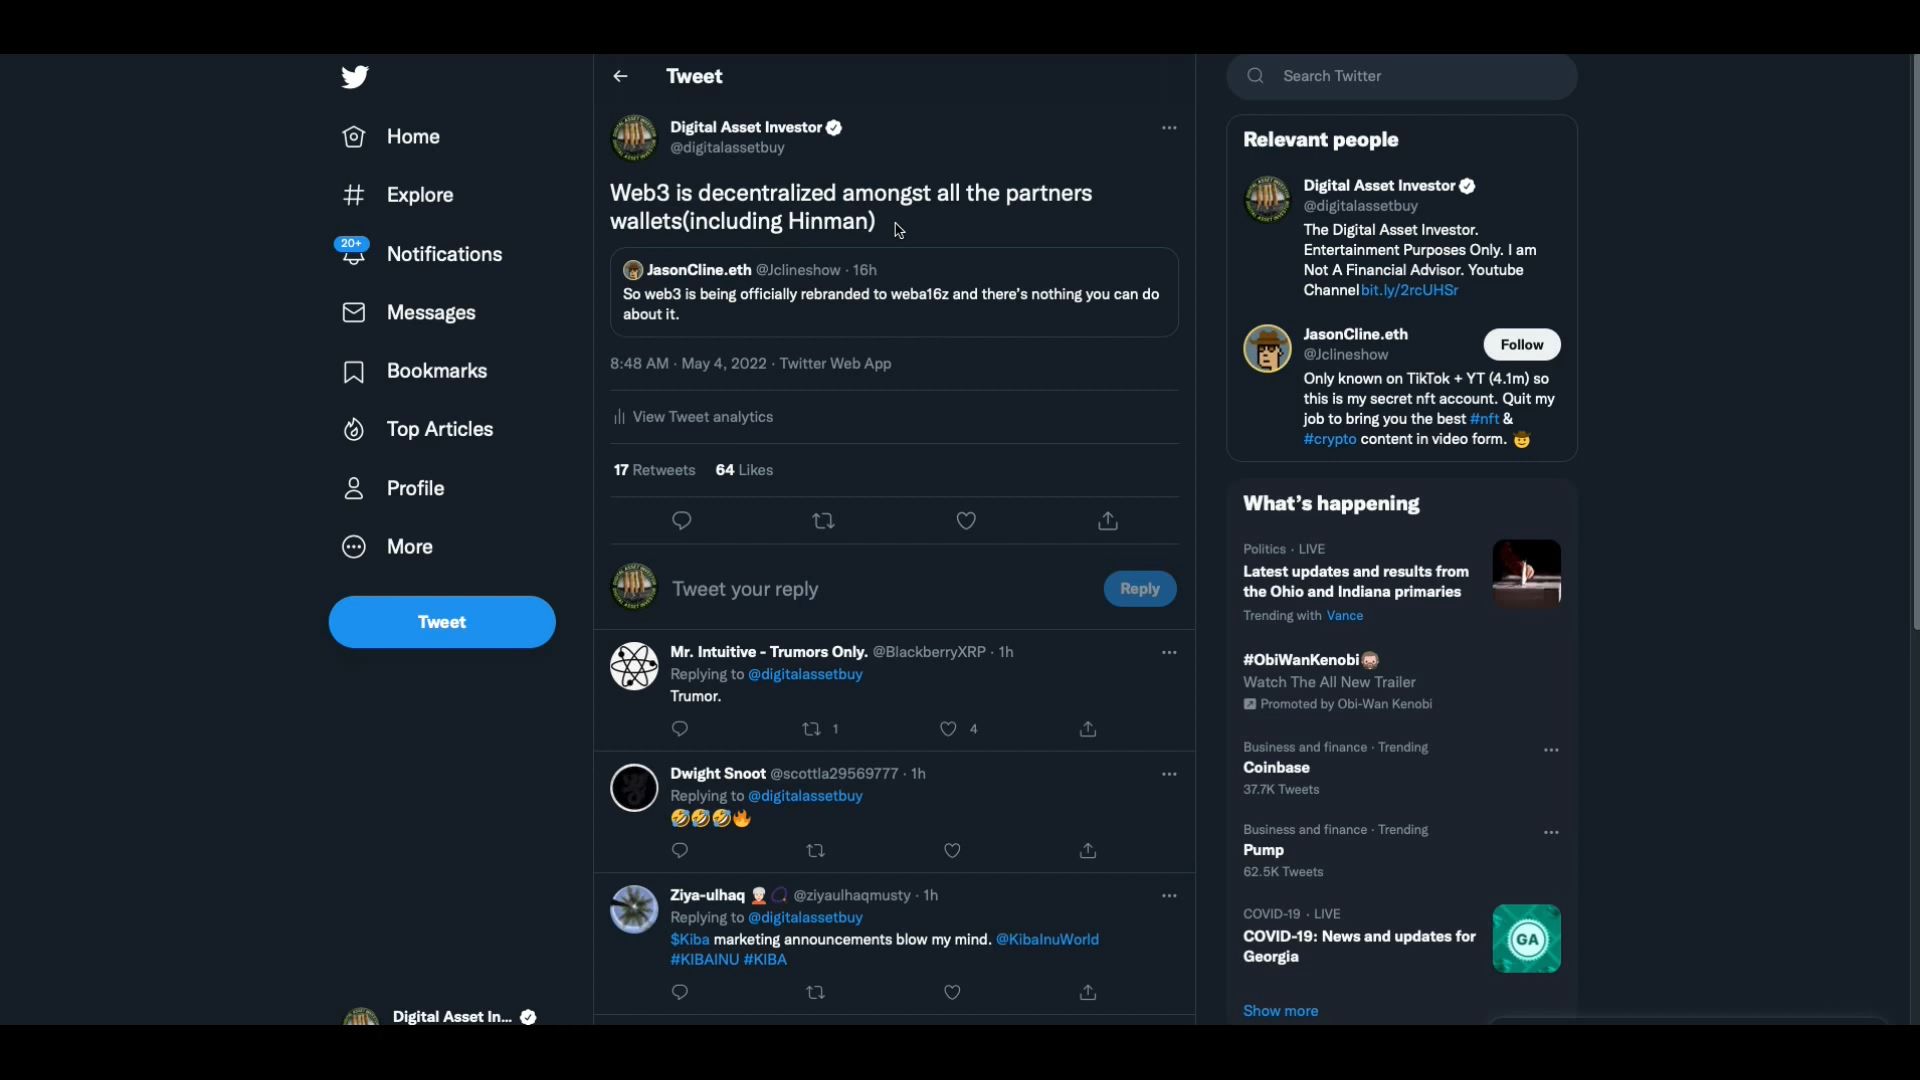 Home
Explore
20+
Notifications
Messages
Bookmarks
Top Articles
Profile
More
Tweet
Digital Asset In...
Tweet
Digital Asset Investor
@digitalassetbuy
Web3 is decentralized amongst all the partners
wallets(including Hinman)
JasonCline.eth @Jclineshow · 16h
So web3 is being officially rebranded to weba16z and there's nothing you can do
about it.
8:48 AM · May 4, 2022 · Twitter Web App
View Tweet analytics
17 Retweets 64 Likes
Tweet your reply
Reply
Mr. Intuitive - Trumors Only. @BlackberryXRP · 1h
Replying to @digitalassetbuy
Trumor.
1 4
Dwight Snoot @scottla29569777 · 1h
Replying to @digitalassetbuy
🤣🤣🤣🔥
Ziya-ulhaq @ziyaulhaqmusty · 1h
Replying to @digitalassetbuy
$Kiba marketing announcements blow my mind. @KibaInuWorld
#KIBAINU #KIBA
Search Twitter
Relevant people
Digital Asset Investor
@digitalassetbuy
The Digital Asset Investor.
Entertainment Purposes Only. I am
Not A Financial Advisor. Youtube
Channel bit.ly/2rcUHSr
JasonCline.eth
@Jclineshow
Follow
Only known on TikTok + YT (4.1m) so
this is my secret nft account. Quit my
job to bring you the best #nft &
#crypto content in video form. 🤠
What's happening
Politics · LIVE
Latest updates and results from
the Ohio and Indiana primaries
Trending with Vance
#ObiWanKenobi
Watch The All New Trailer
Promoted by Obi-Wan Kenobi
Business and finance · Trending
Coinbase
37.7K Tweets
Business and finance · Trending
Pump
62.5K Tweets
COVID-19 · LIVE
COVID-19: News and updates for
Georgia
GA
Show more